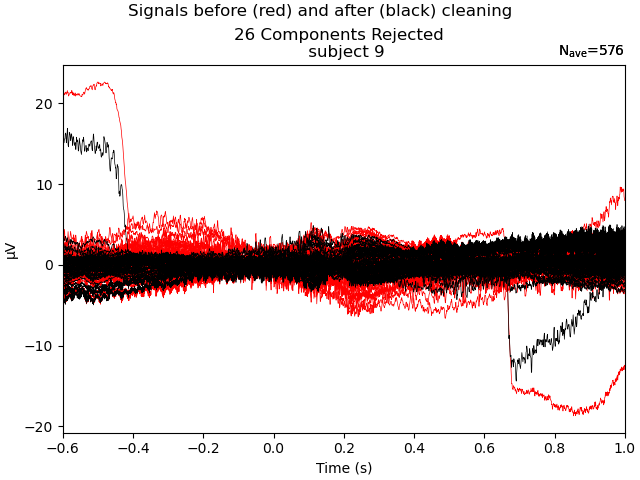 Signals before (red) and after (black) cleaning
26 Components Rejected
subject 9
Nave=576
µV
20
10
0
−10
−20
−0.6
−0.4
−0.2
0.0
0.2
0.4
0.6
0.8
1.0
Time (s)